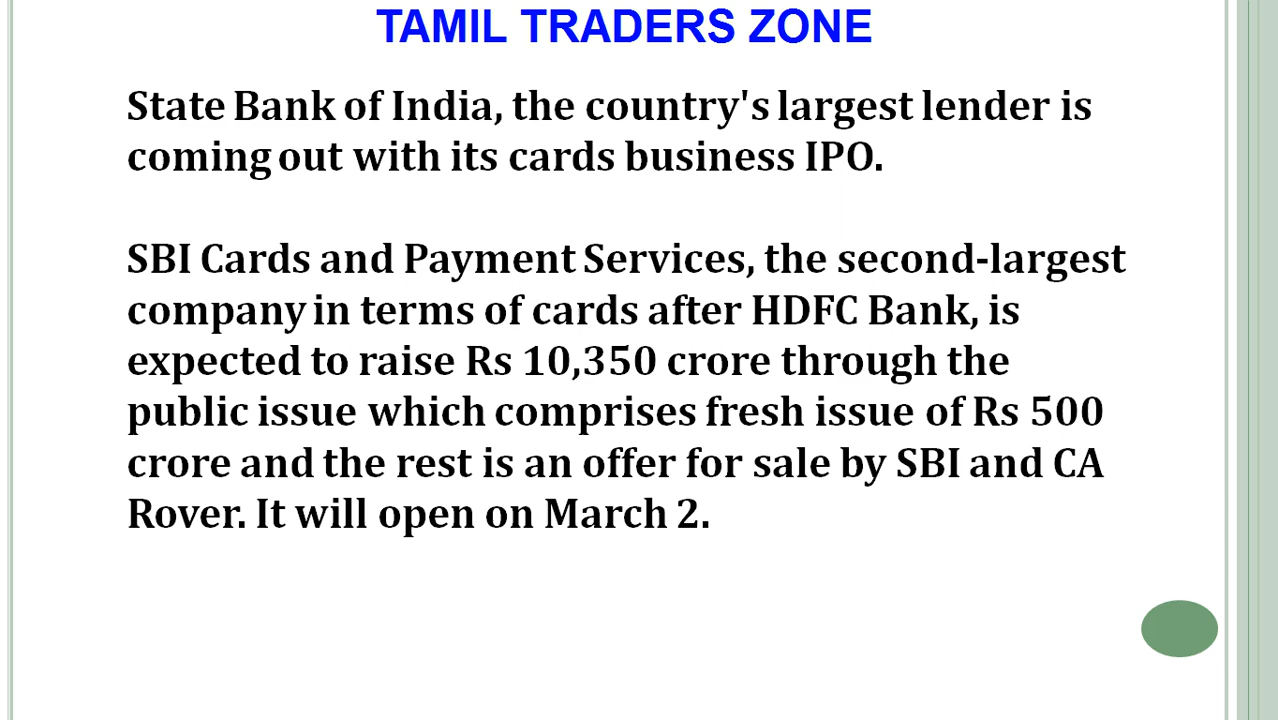 TAMIL TRADERS ZONE
State Bank of India, the country's largest lender is
coming out with its cards business IPO.
SBI Cards and Payment Services, the second-largest
company in terms of cards after HDFC Bank, is
expected to raise Rs 10,350 crore through the
public issue which comprises fresh issue of Rs 500
crore and the rest is an offer for sale by SBI and CA
Rover. It will open on March 2.